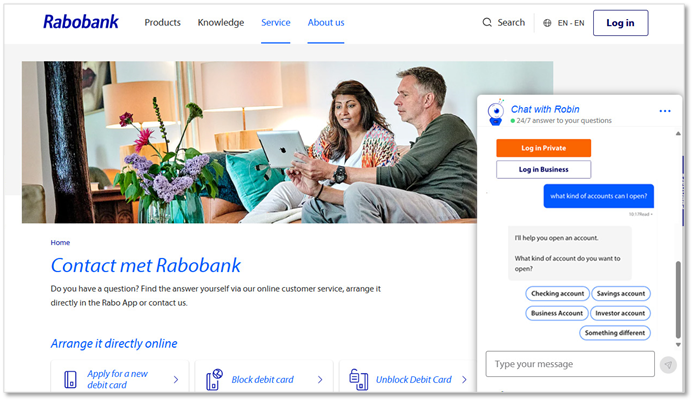 Rabobank
Products
Knowledge
Service
About us
Search
EN - EN
Log in
Home
Contact met Rabobank
Do you have a question? Find the answer yourself via our online customer service, arrange it
directly in the Rabo App or contact us.
Arrange it directly online
Apply for a new
debit card
Block debit card
Unblock Debit Card
Chat with Robin
24/7 answer to your questions
Log in Private
Log in Business
what kind of accounts can I open?
I'll help you open an account.
What kind of account do you want to
open?
Checking account
Savings account
Business Account
Investor account
Something different
Type your message